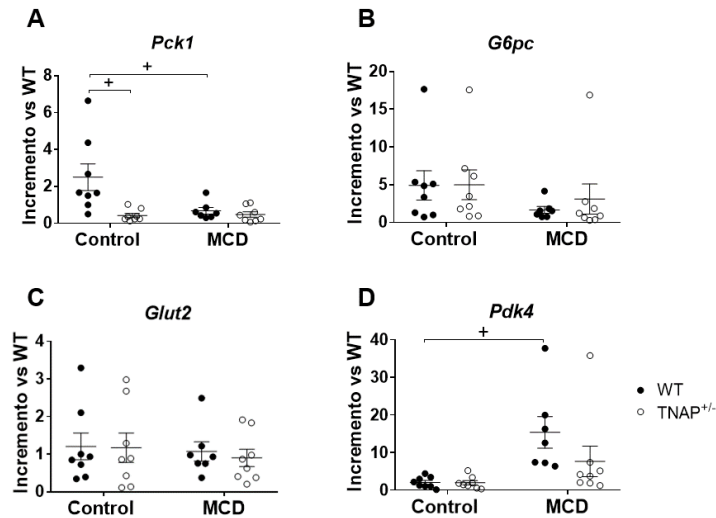 A
Pck1
Incremento vs WT
8
6
4
2
0
+
+
Control
MCD
B
G6pc
Incremento vs WT
20
15
10
5
0
Control
MCD
C
Glut2
Incremento vs WT
4
3
2
1
0
Control
MCD
D
Pdk4
Incremento vs WT
40
30
20
10
0
+
Control
MCD
WT
TNAP+/-